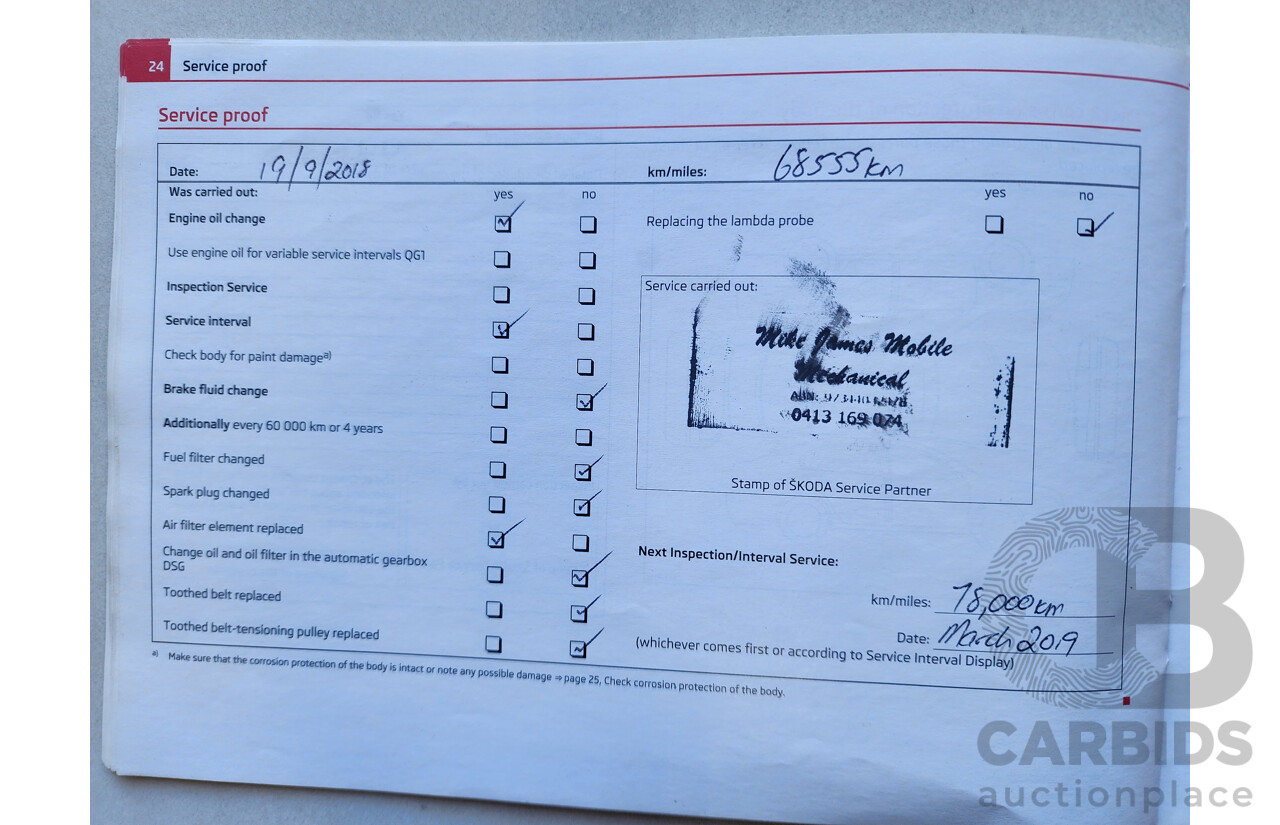 24 Service proof
Service proof
Date: 19/9/2018 km/miles: 68555km
Was carried out: yes no yes no
Engine oil change Replacing the lambda probe
Use engine oil for variable service intervals QG1
Inspection Service Service carried out:
Service interval
Mike James Mobile
Mechanical
ABN:
0413 169 074
Check body for paint damage a)
Brake fluid change
Additionally every 60 000 km or 4 years
Fuel filter changed
Spark plug changed Stamp of ŠKODA Service Partner
Air filter element replaced
Change oil and oil filter in the automatic gearbox
DSG
Next Inspection/Interval Service:
Toothed belt replaced km/miles: 78,000km
Toothed belt-tensioning pulley replaced Date: March 2019
(whichever comes first or according to Service Interval Display)
a) Make sure that the corrosion protection of the body is intact or note any possible damage ⇒ page 25, Check corrosion protection of the body.
CARBIDS
auctionplace